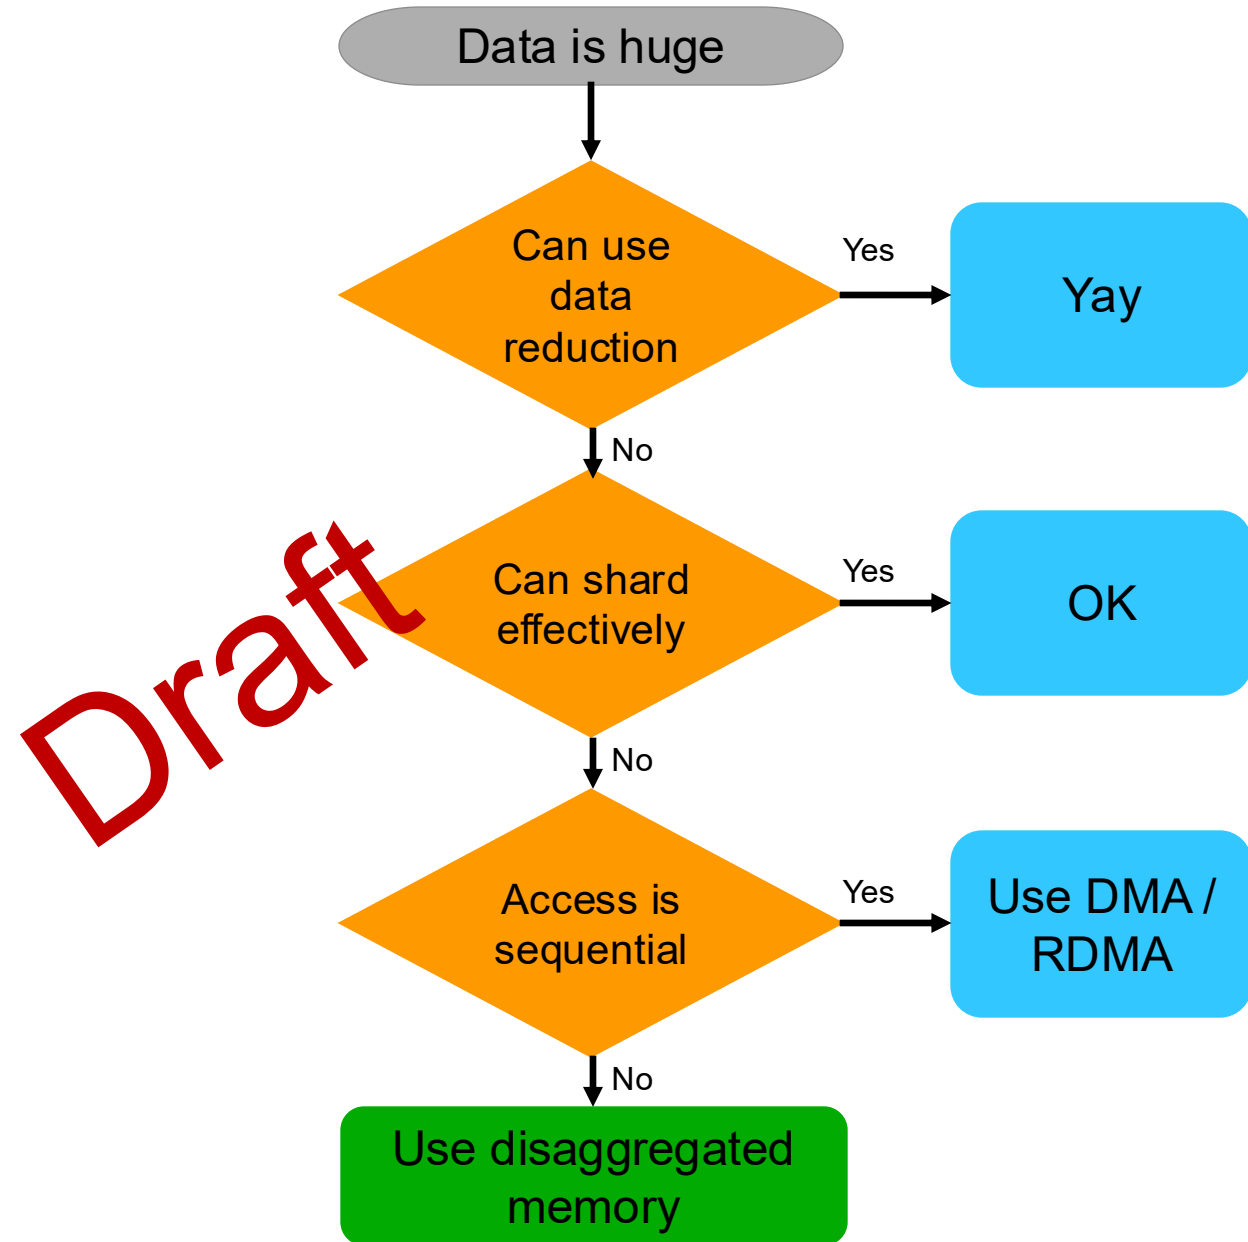 Data is huge
Can use
data
reduction
Yes
Yay
No
Can shard
effectively
Yes
OK
Draft
No
Access is
sequential
Yes
Use DMA /
RDMA
No
Use disaggregated
memory